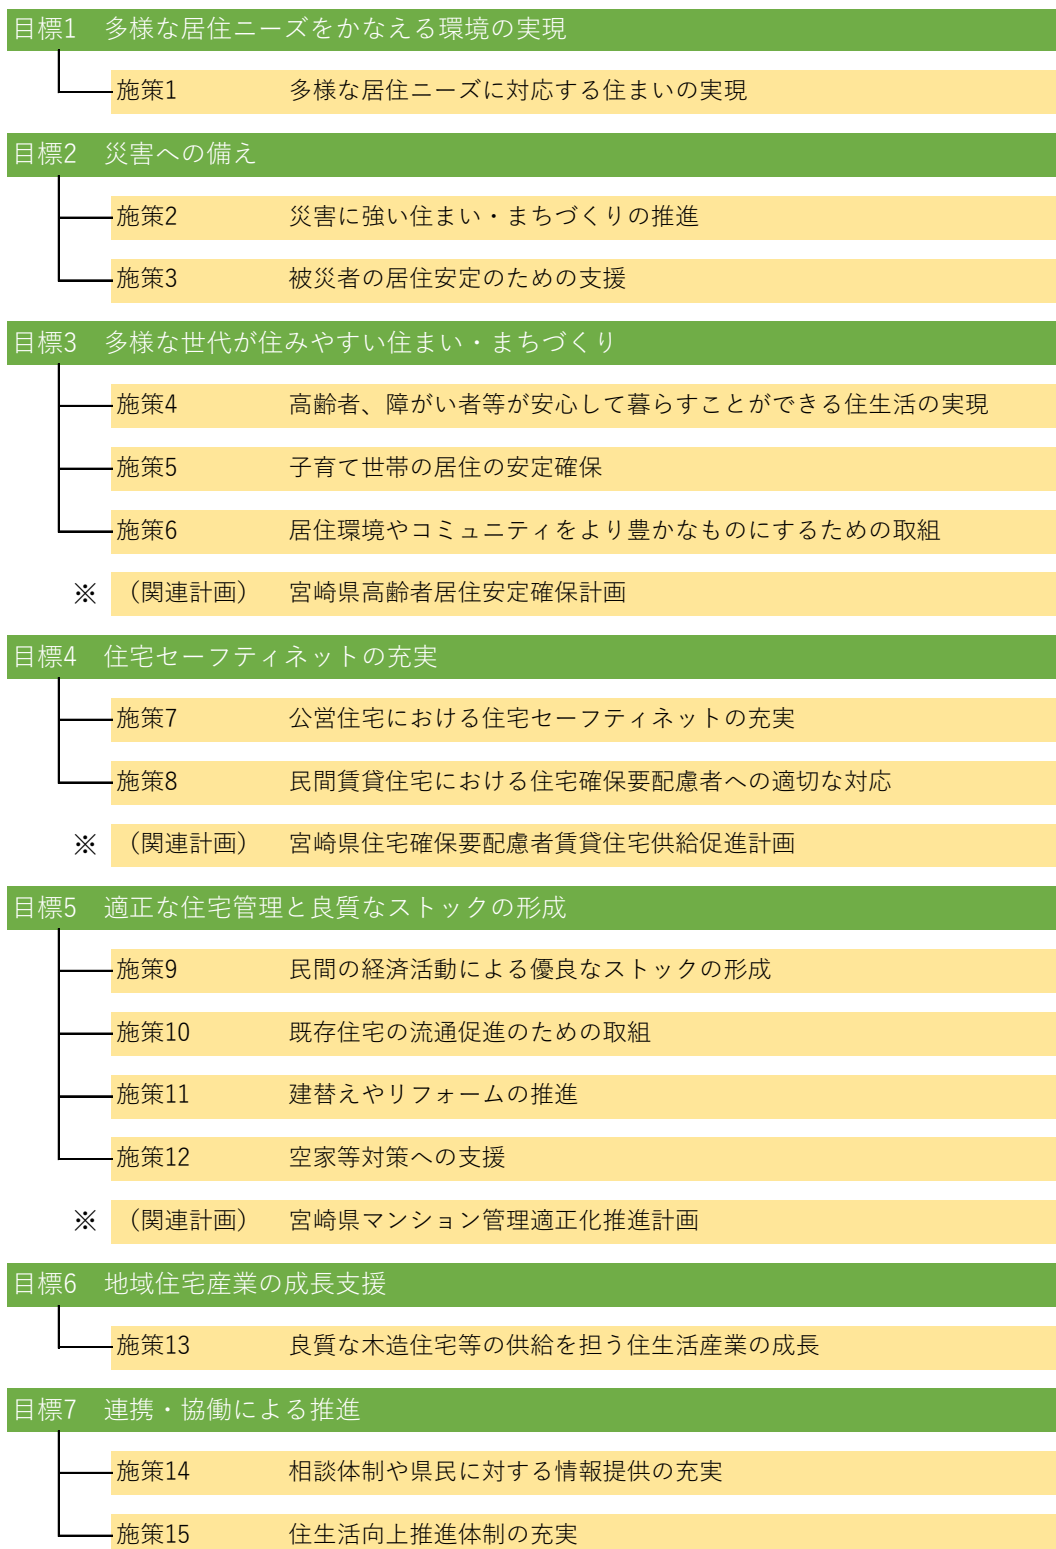 目標1 多様な居住ニーズをかなえる環境の実現
施策1 多様な居住ニーズに対応する住まいの実現
目標2 災害への備え
施策2 災害に強い住まい・まちづくりの推進
施策3 被災者の居住安定のための支援
目標3 多様な世代が住みやすい住まい・まちづくり
施策4 高齢者、障がい者等が安心して暮らすことができる住生活の実現
施策5 子育て世帯の居住の安定確保
施策6 居住環境やコミュニティをより豊かなものにするための取組
※ （関連計画） 宮崎県高齢者居住安定確保計画
目標4 住宅セーフティネットの充実
施策7 公営住宅における住宅セーフティネットの充実
施策8 民間賃貸住宅における住宅確保要配慮者への適切な対応
※ （関連計画） 宮崎県住宅確保要配慮者賃貸住宅供給促進計画
目標5 適正な住宅管理と良質なストックの形成
施策9 民間の経済活動による優良なストックの形成
施策10 既存住宅の流通促進のための取組
施策11 建替えやリフォームの推進
施策12 空家等対策への支援
※ （関連計画） 宮崎県マンション管理適正化推進計画
目標6 地域住宅産業の成長支援
施策13 良質な木造住宅等の供給を担う住生活産業の成長
目標7 連携・協働による推進
施策14 相談体制や県民に対する情報提供の充実
施策15 住生活向上推進体制の充実